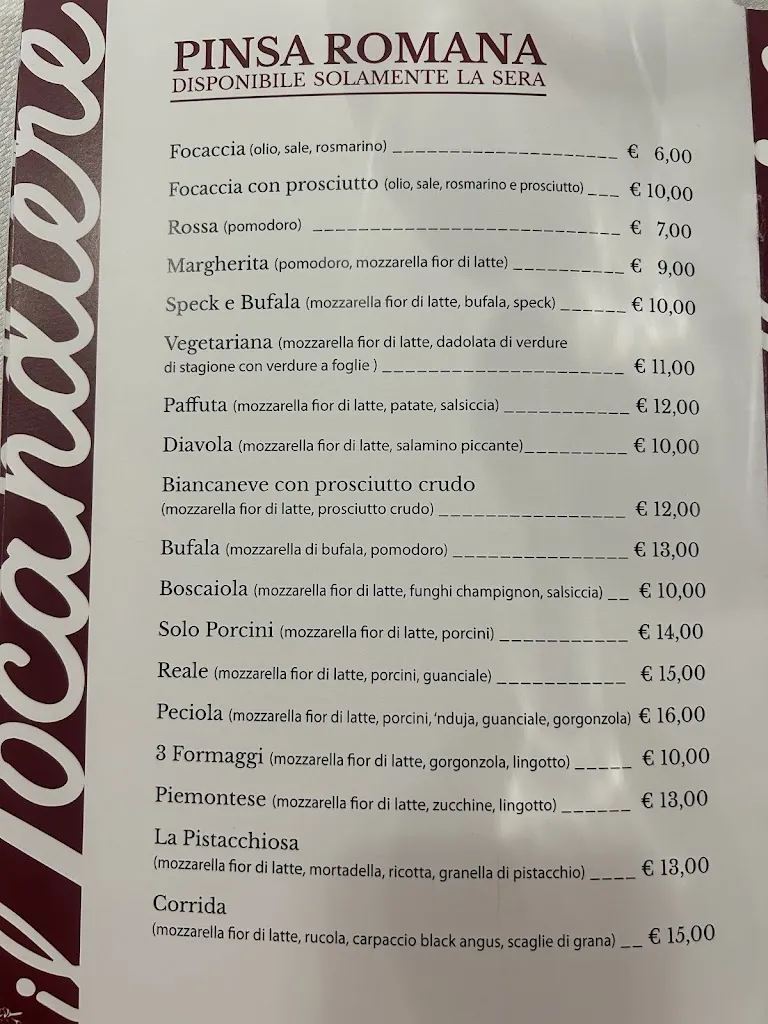 PINSA ROMANA
DISPONIBILE SOLAMENTE LA SERA
Focaccia (olio, sale, rosmarino) € 6,00
Focaccia con prosciutto (olio, sale, rosmarino e prosciutto) € 10,00
Rossa (pomodoro) € 7,00
Margherita (pomodoro, mozzarella fior di latte) € 9,00
Speck e Bufala (mozzarella fior di latte, bufala, speck) € 10,00
Vegetariana (mozzarella fior di latte, dadolata di verdure
di stagione con verdure a foglie ) € 11,00
Paffuta (mozzarella fior di latte, patate, salsiccia) € 12,00
Diavola (mozzarella fior di latte, salamino piccante) € 10,00
Biancaneve con prosciutto crudo
(mozzarella fior di latte, prosciutto crudo) € 12,00
Bufala (mozzarella di bufala, pomodoro) € 13,00
Boscaiola (mozzarella fior di latte, funghi champignon, salsiccia) € 10,00
Solo Porcini (mozzarella fior di latte, porcini) € 14,00
Reale (mozzarella fior di latte, porcini, guanciale) € 15,00
Peciola (mozzarella fior di latte, porcini, ‘nduja, guanciale, gorgonzola) € 16,00
3 Formaggi (mozzarella fior di latte, gorgonzola, lingotto) € 10,00
Piemontese (mozzarella fior di latte, zucchine, lingotto) € 13,00
La Pistacchiosa
(mozzarella fior di latte, mortadella, ricotta, granella di pistacchio) € 13,00
Corrida
(mozzarella fior di latte, rucola, carpaccio black angus, scaglie di grana) € 15,00
il Locandiere